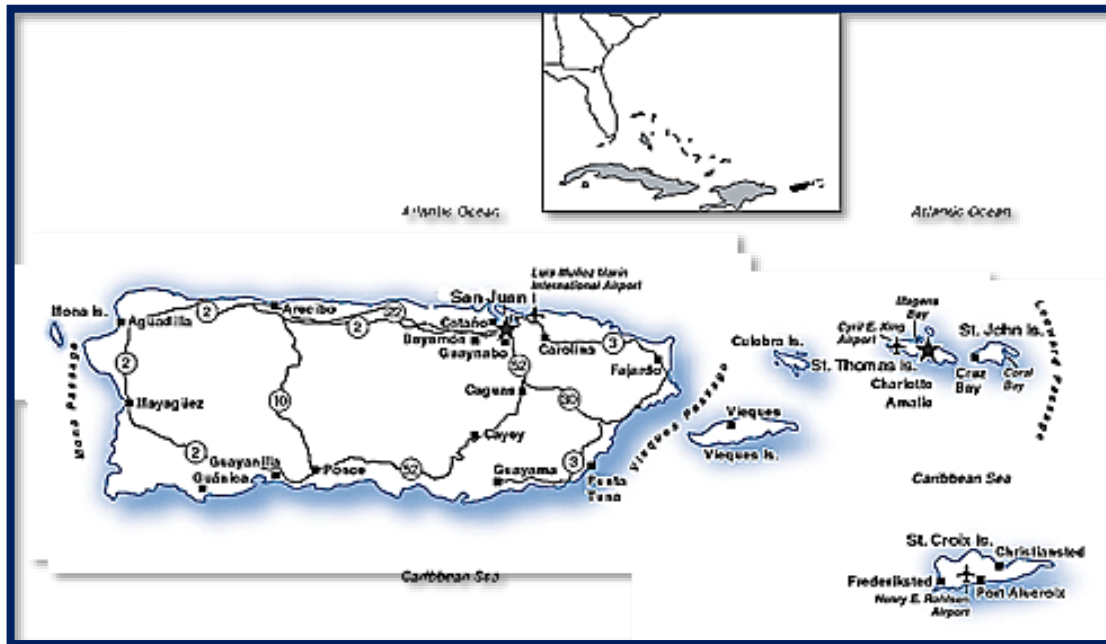 Atlantic Ocean
Atlantic Ocean
Luis Muñoz Marin
International Airport
San Juan
Mona Is.
Aguadilla
2
Arecibo
22
2
Cataño
Bayamón
Guaynabo
Carolina
3
Fajardo
Culebra Is.
Magens
Bay
Cyril E. King
Airport
St. John Is.
St. Thomas Is.
Charlotte
Amalie
Cruz
Bay
Coral
Bay
Leeward Passage
Mona Passage
2
Mayagüez
10
52
Caguas
30
Cayey
Vieques Passage
Vieques
Vieques Is.
2
Guayanilla
Guánica
Ponce
52
Guayama
3
Punta
Tuna
Caribbean Sea
Caribbean Sea
St. Croix Is.
Christiansted
Frederiksted
Port Alucroix
Henry E. Rohlsen
Airport